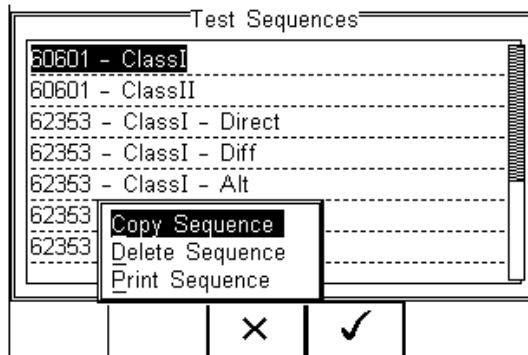 Test Sequences
60601 - ClassI
60601 - ClassII
62353 - ClassI - Direct
62353 - ClassI - Diff
62353 - ClassI - Alt
62353
62353
Copy Sequence
Delete Sequence
Print Sequence